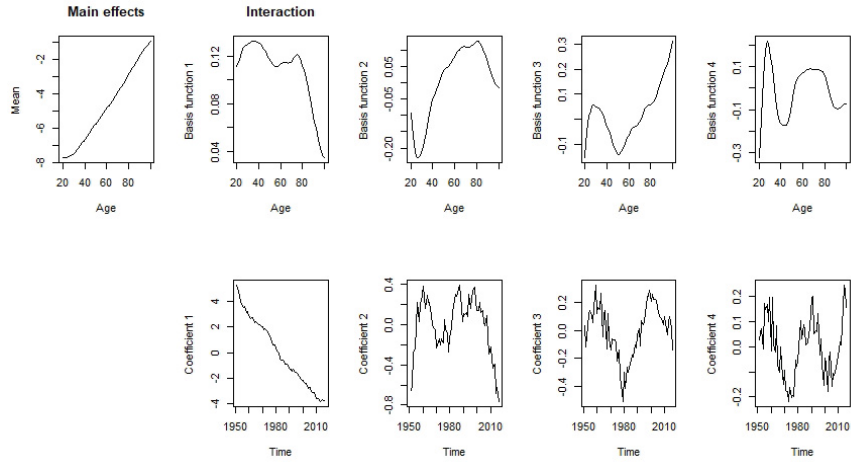 Main effects Interaction
Mean
-8 -6 -4 -2
20 40 60 80
Age
Basis function 1
0.04 0.08 0.12
20 40 60 80
Age
Basis function 2
-0.20 -0.05 0.05
20 40 60 80
Age
Basis function 3
-0.1 0.1 0.2 0.3
20 40 60 80
Age
Basis function 4
-0.3 -0.1 0.1
20 40 60 80
Age
Coefficient 1
-4 -2 0 2 4
1950 1980 2010
Time
Coefficient 2
-0.8 -0.4 0.0 0.4
1950 1980 2010
Time
Coefficient 3
-0.4 -0.2 0.0 0.2
1950 1980 2010
Time
Coefficient 4
-0.2 0.0 0.1 0.2
1950 1980 2010
Time